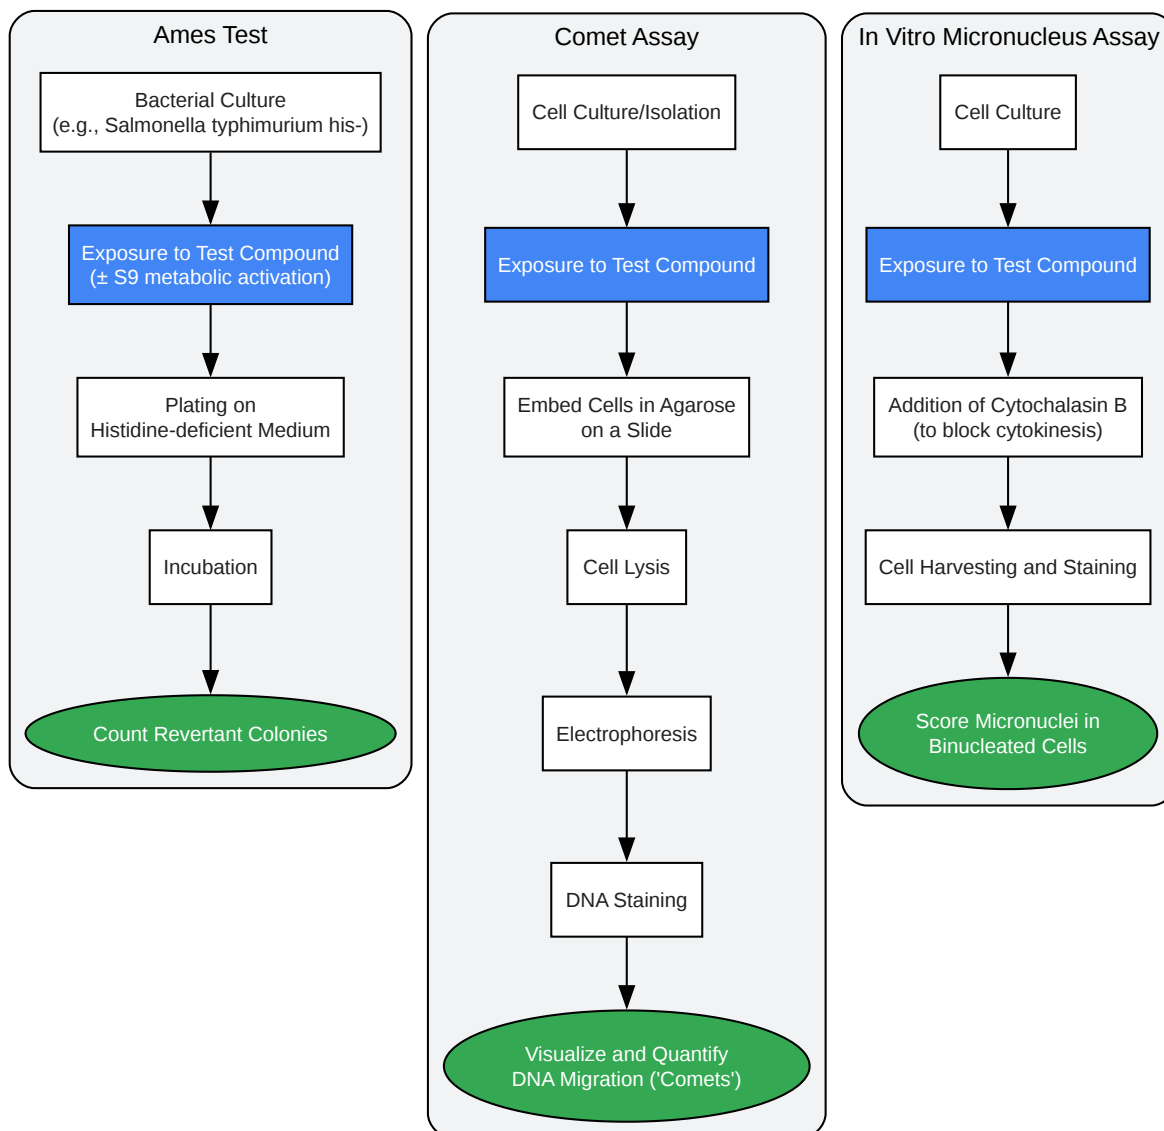 Ames Test
Bacterial Culture
(e.g., Salmonella typhimurium his-)
Exposure to Test Compound
(± S9 metabolic activation)
Plating on
Histidine-deficient Medium
Incubation
Count Revertant Colonies
Comet Assay
Cell Culture/Isolation
Exposure to Test Compound
Embed Cells in Agarose
on a Slide
Cell Lysis
Electrophoresis
DNA Staining
Visualize and Quantify
DNA Migration ('Comets')
In Vitro Micronucleus Assay
Cell Culture
Exposure to Test Compound
Addition of Cytochalasin B
(to block cytokinesis)
Cell Harvesting and Staining
Score Micronuclei in
Binucleated Cells